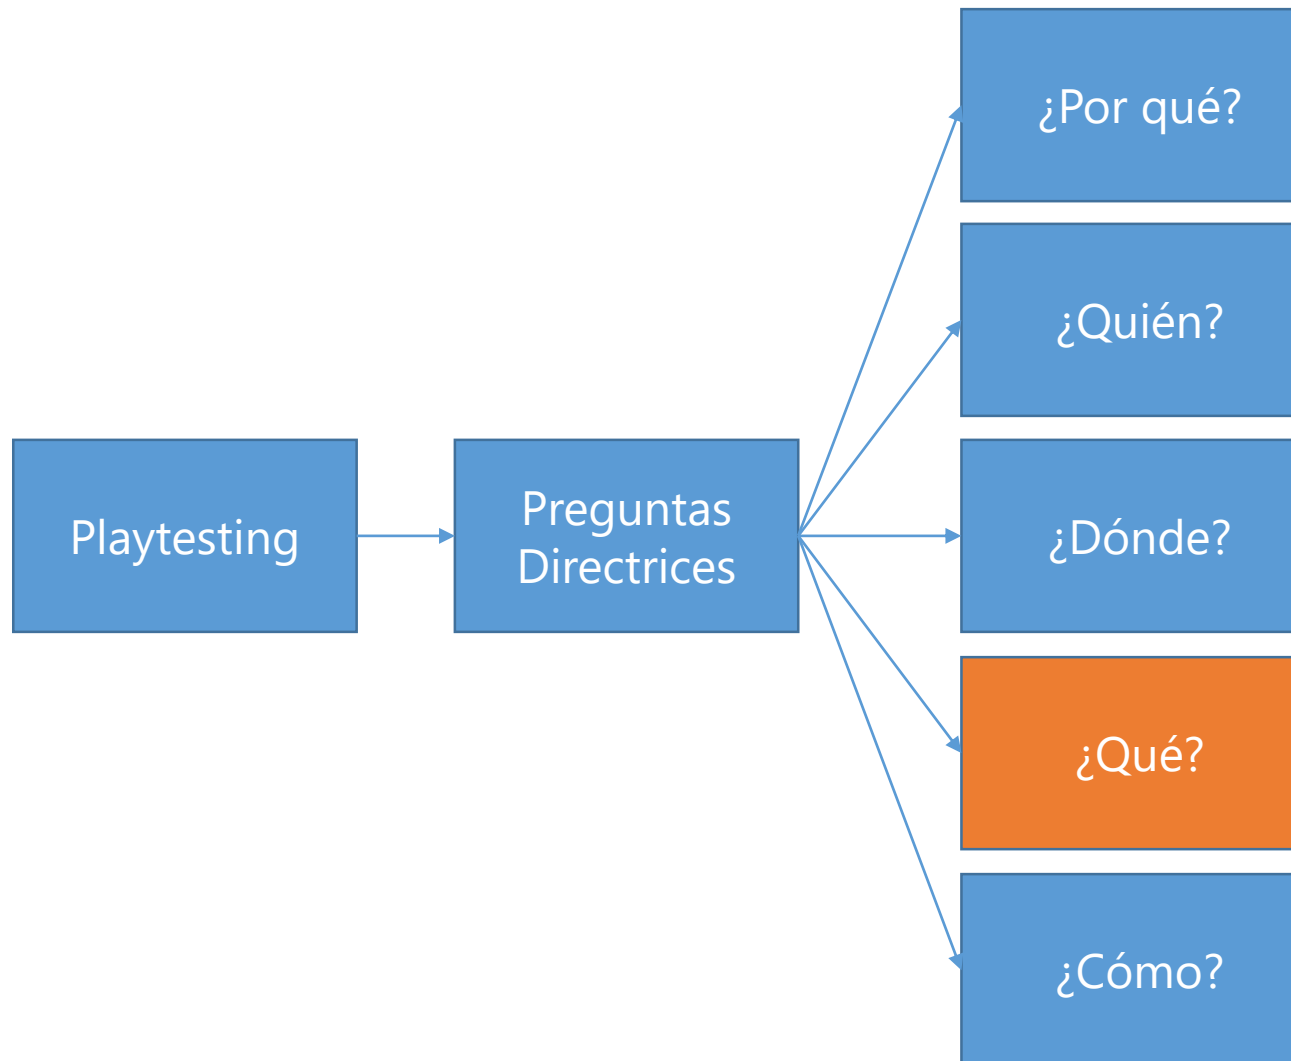 Playtesting
Preguntas
Directrices
¿Por qué?
¿Quién?
¿Dónde?
¿Qué?
¿Cómo?